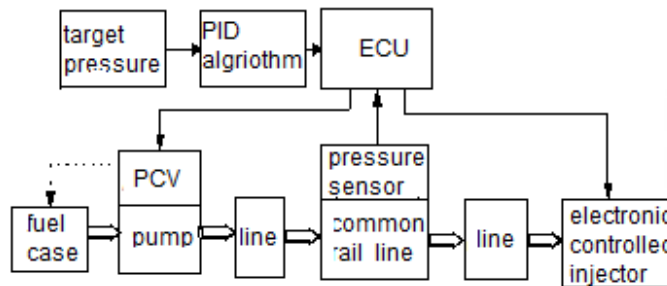 target
pressure
PID
algriothm
ECU
PCV
pump
fuel
case
line
pressure
sensor
common
rail line
line
electronic
controlled
injector